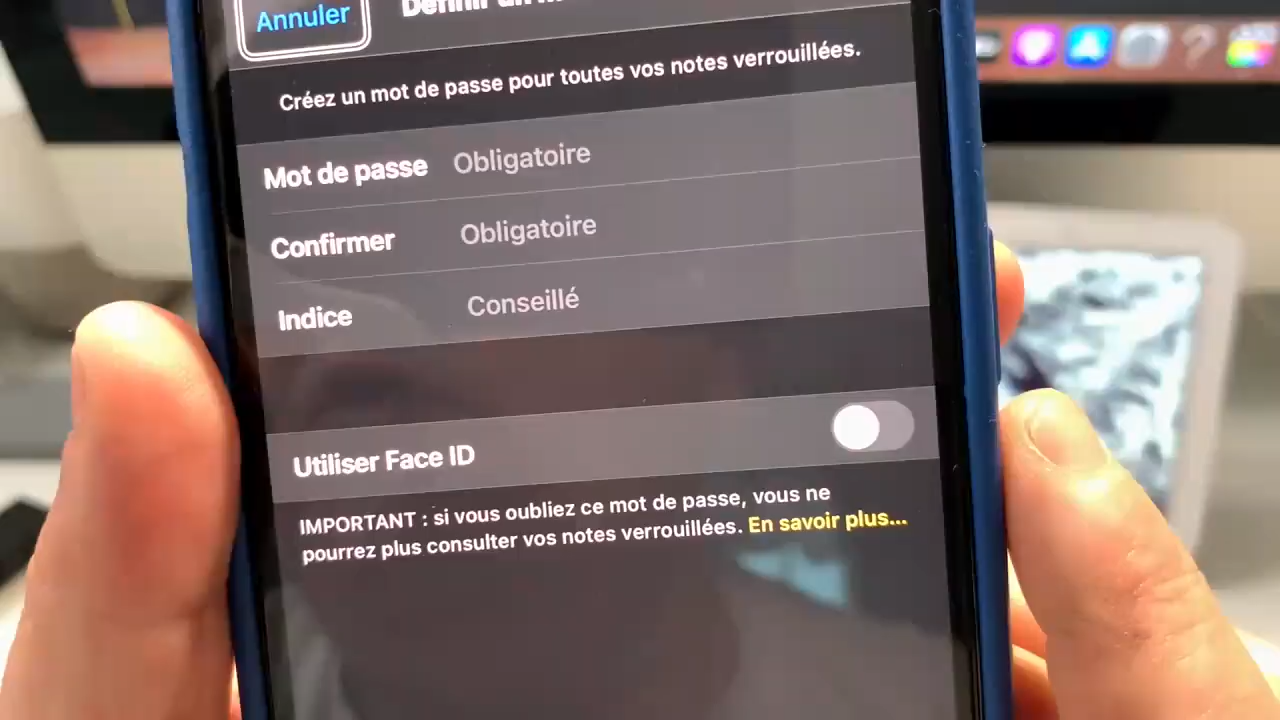 Annuler
Définir un
Créez un mot de passe pour toutes vos notes verrouillées.
Mot de passe Obligatoire
Confirmer Obligatoire
Indice Conseillé
Utiliser Face ID
IMPORTANT : si vous oubliez ce mot de passe, vous ne
pourrez plus consulter vos notes verrouillées. En savoir plus...